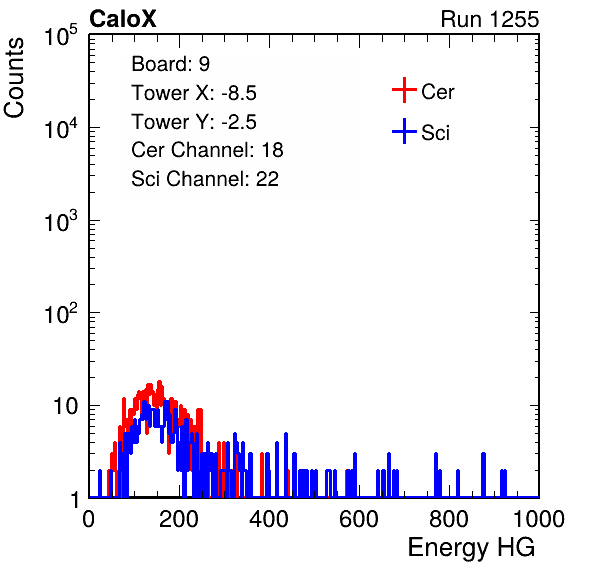 CaloX Run 1255
Counts
10^5
10^4
10^3
10^2
10
1
Board: 9
Tower X: -8.5
Tower Y: -2.5
Cer Channel: 18
Sci Channel: 22
Cer
Sci
0 200 400 600 800 1000
Energy HG